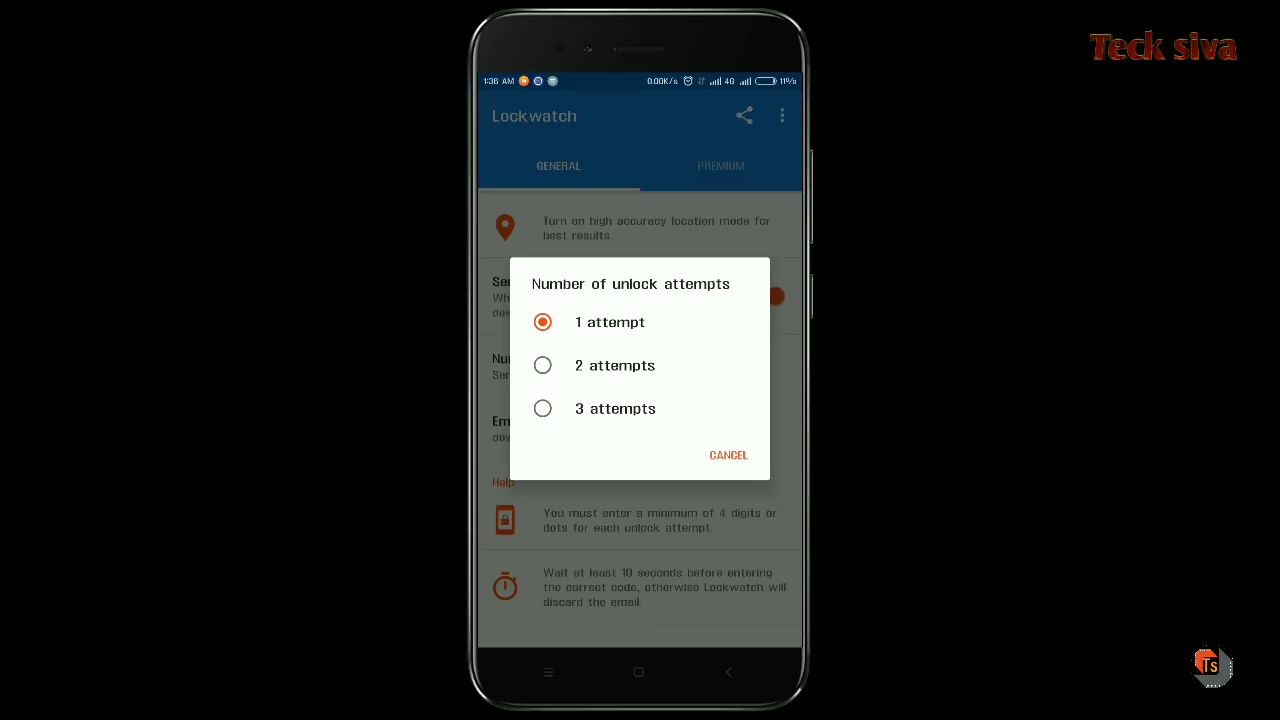 Teck siva
1:36 AM 0.00K/s 4G 11%
Lockwatch
GENERAL PREMIUM
Turn on high accuracy location mode for
best results
Number of unlock attempts
1 attempt
2 attempts
3 attempts
CANCEL
Help
You must enter a minimum of 4 digits or
dots for each unlock attempt.
Wait at least 10 seconds before entering
the correct code, otherwise Lockwatch will
discard the email.
Ts